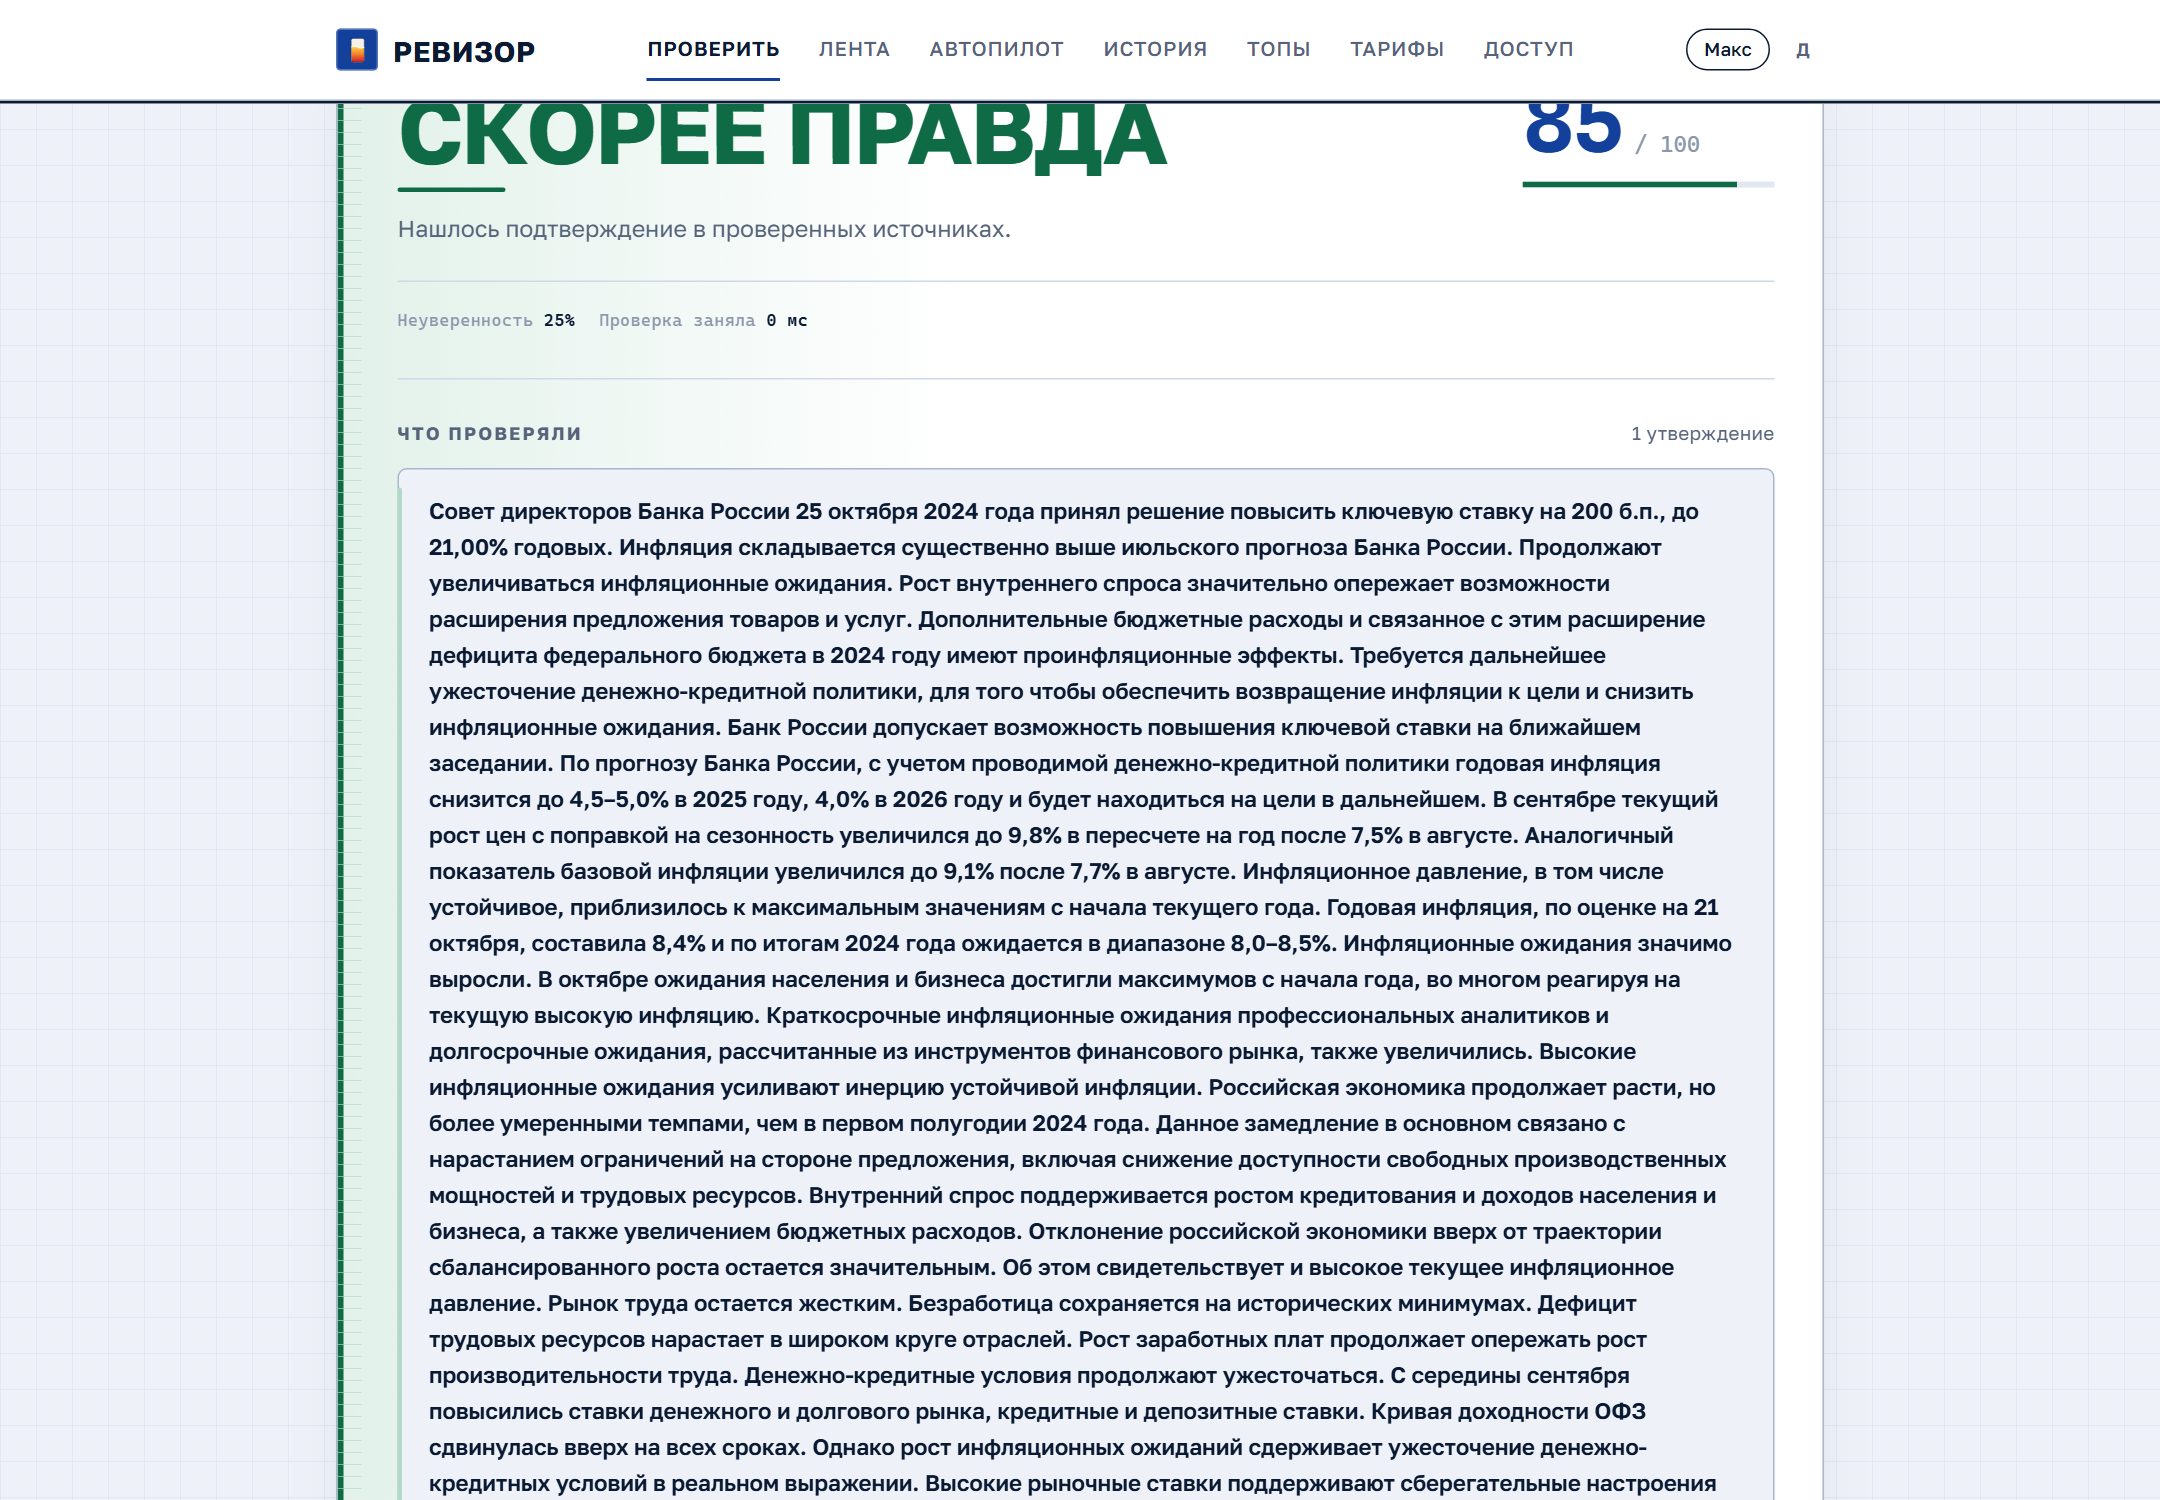 РЕВИЗОР
ПРОВЕРИТЬ ЛЕНТА АВТОПИЛОТ ИСТОРИЯ ТОПЫ ТАРИФЫ ДОСТУП
Макс Д
СКОРЕЕ ПРАВДА
85 / 100
Нашлось подтверждение в проверенных источниках.
Неуверенность 25% Проверка заняла 0 мс
ЧТО ПРОВЕРЯЛИ
1 утверждение
Совет директоров Банка России 25 октября 2024 года принял решение повысить ключевую ставку на 200 б.п., до
21,00% годовых. Инфляция складывается существенно выше июльского прогноза Банка России. Продолжают
увеличиваться инфляционные ожидания. Рост внутреннего спроса значительно опережает возможности
расширения предложения товаров и услуг. Дополнительные бюджетные расходы и связанное с этим расширение
дефицита федерального бюджета в 2024 году имеют проинфляционные эффекты. Требуется дальнейшее
ужесточение денежно-кредитной политики, для того чтобы обеспечить возвращение инфляции к цели и снизить
инфляционные ожидания. Банк России допускает возможность повышения ключевой ставки на ближайшем
заседании. По прогнозу Банка России, с учетом проводимой денежно-кредитной политики годовая инфляция
снизится до 4,5–5,0% в 2025 году, 4,0% в 2026 году и будет находиться на цели в дальнейшем. В сентябре текущий
рост цен с поправкой на сезонность увеличился до 9,8% в пересчете на год после 7,5% в августе. Аналогичный
показатель базовой инфляции увеличился до 9,1% после 7,7% в августе. Инфляционное давление, в том числе
устойчивое, приблизилось к максимальным значениям с начала текущего года. Годовая инфляция, по оценке на 21
октября, составила 8,4% и по итогам 2024 года ожидается в диапазоне 8,0–8,5%. Инфляционные ожидания значимо
выросли. В октябре ожидания населения и бизнеса достигли максимумов с начала года, во многом реагируя на
текущую высокую инфляцию. Краткосрочные инфляционные ожидания профессиональных аналитиков и
долгосрочные ожидания, рассчитанные из инструментов финансового рынка, также увеличились. Высокие
инфляционные ожидания усиливают инерцию устойчивой инфляции. Российская экономика продолжает расти, но
более умеренными темпами, чем в первом полугодии 2024 года. Данное замедление в основном связано с
нарастанием ограничений на стороне предложения, включая снижение доступности свободных производственных
мощностей и трудовых ресурсов. Внутренний спрос поддерживается ростом кредитования и доходов населения и
бизнеса, а также увеличением бюджетных расходов. Отклонение российской экономики вверх от траектории
сбалансированного роста остается значительным. Об этом свидетельствует и высокое текущее инфляционное
давление. Рынок труда остается жестким. Безработица сохраняется на исторических минимумах. Дефицит
трудовых ресурсов нарастает в широком круге отраслей. Рост заработных плат продолжает опережать рост
производительности труда. Денежно-кредитные условия продолжают ужесточаться. С середины сентября
повысились ставки денежного и долгового рынка, кредитные и депозитные ставки. Кривая доходности ОФЗ
сдвинулась вверх на всех сроках. Однако рост инфляционных ожиданий сдерживает ужесточение денежно-
кредитных условий в реальном выражении. Высокие рыночные ставки поддерживают сберегательные настроения